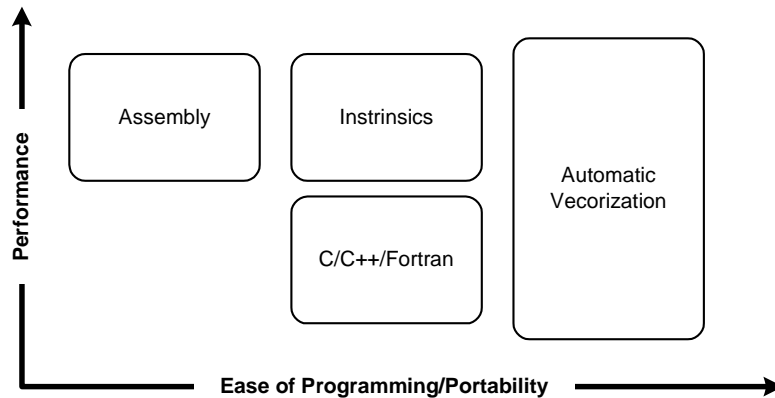 Performance
Assembly
Instrinsics
Automatic
Vecorization
C/C++/Fortran
Ease of Programming/Portability